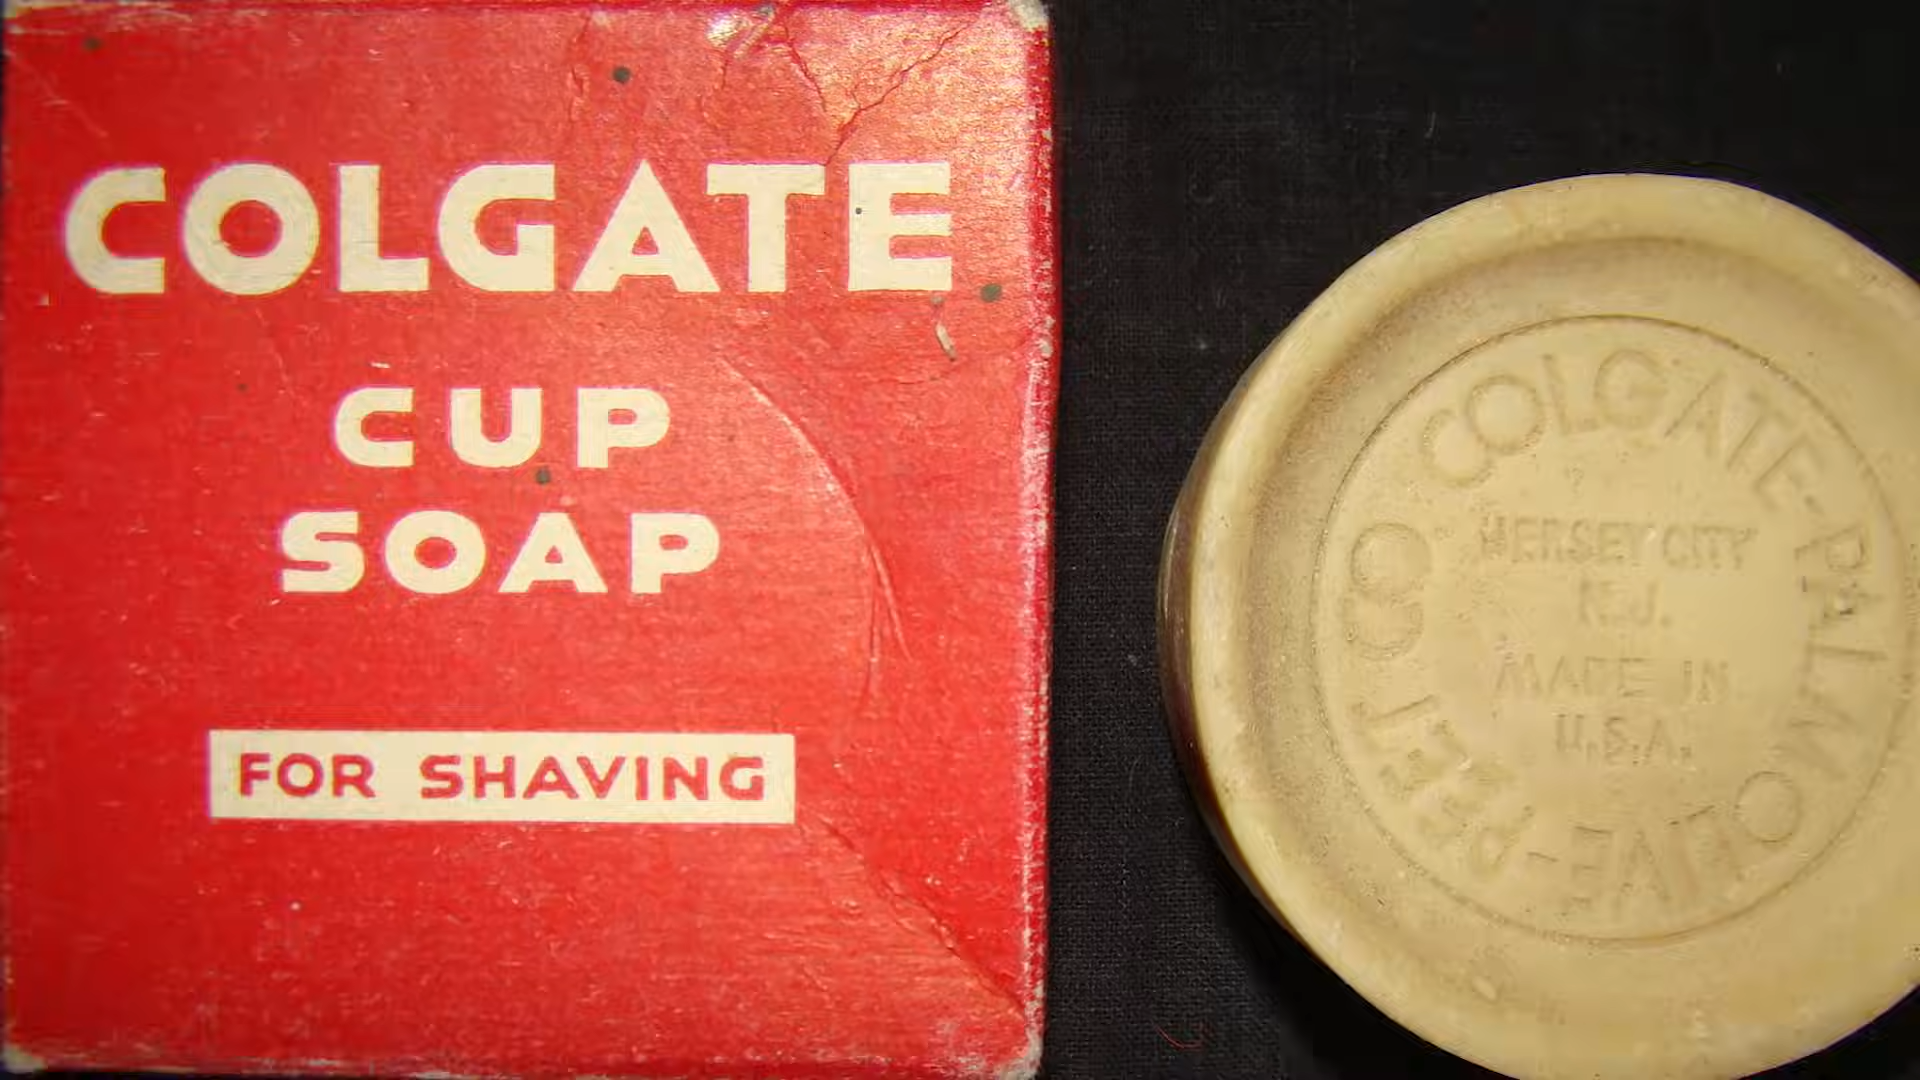 COLGATE
CUP
SOAP
FOR SHAVING
COLGATE-PALMOLIVE-PEET CO
JERSEY CITY
N.J.
MADE IN
U.S.A.